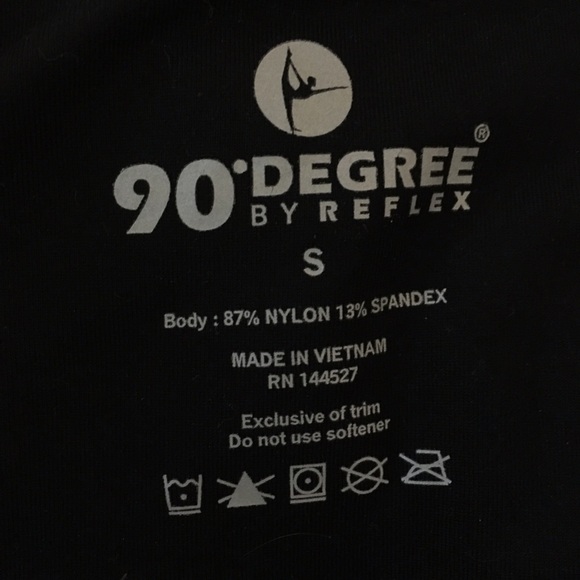 90°DEGREE®
BY REFLEX
S
Body : 87% NYLON 13% SPANDEX
MADE IN VIETNAM
RN 144527
Exclusive of trim
Do not use softener